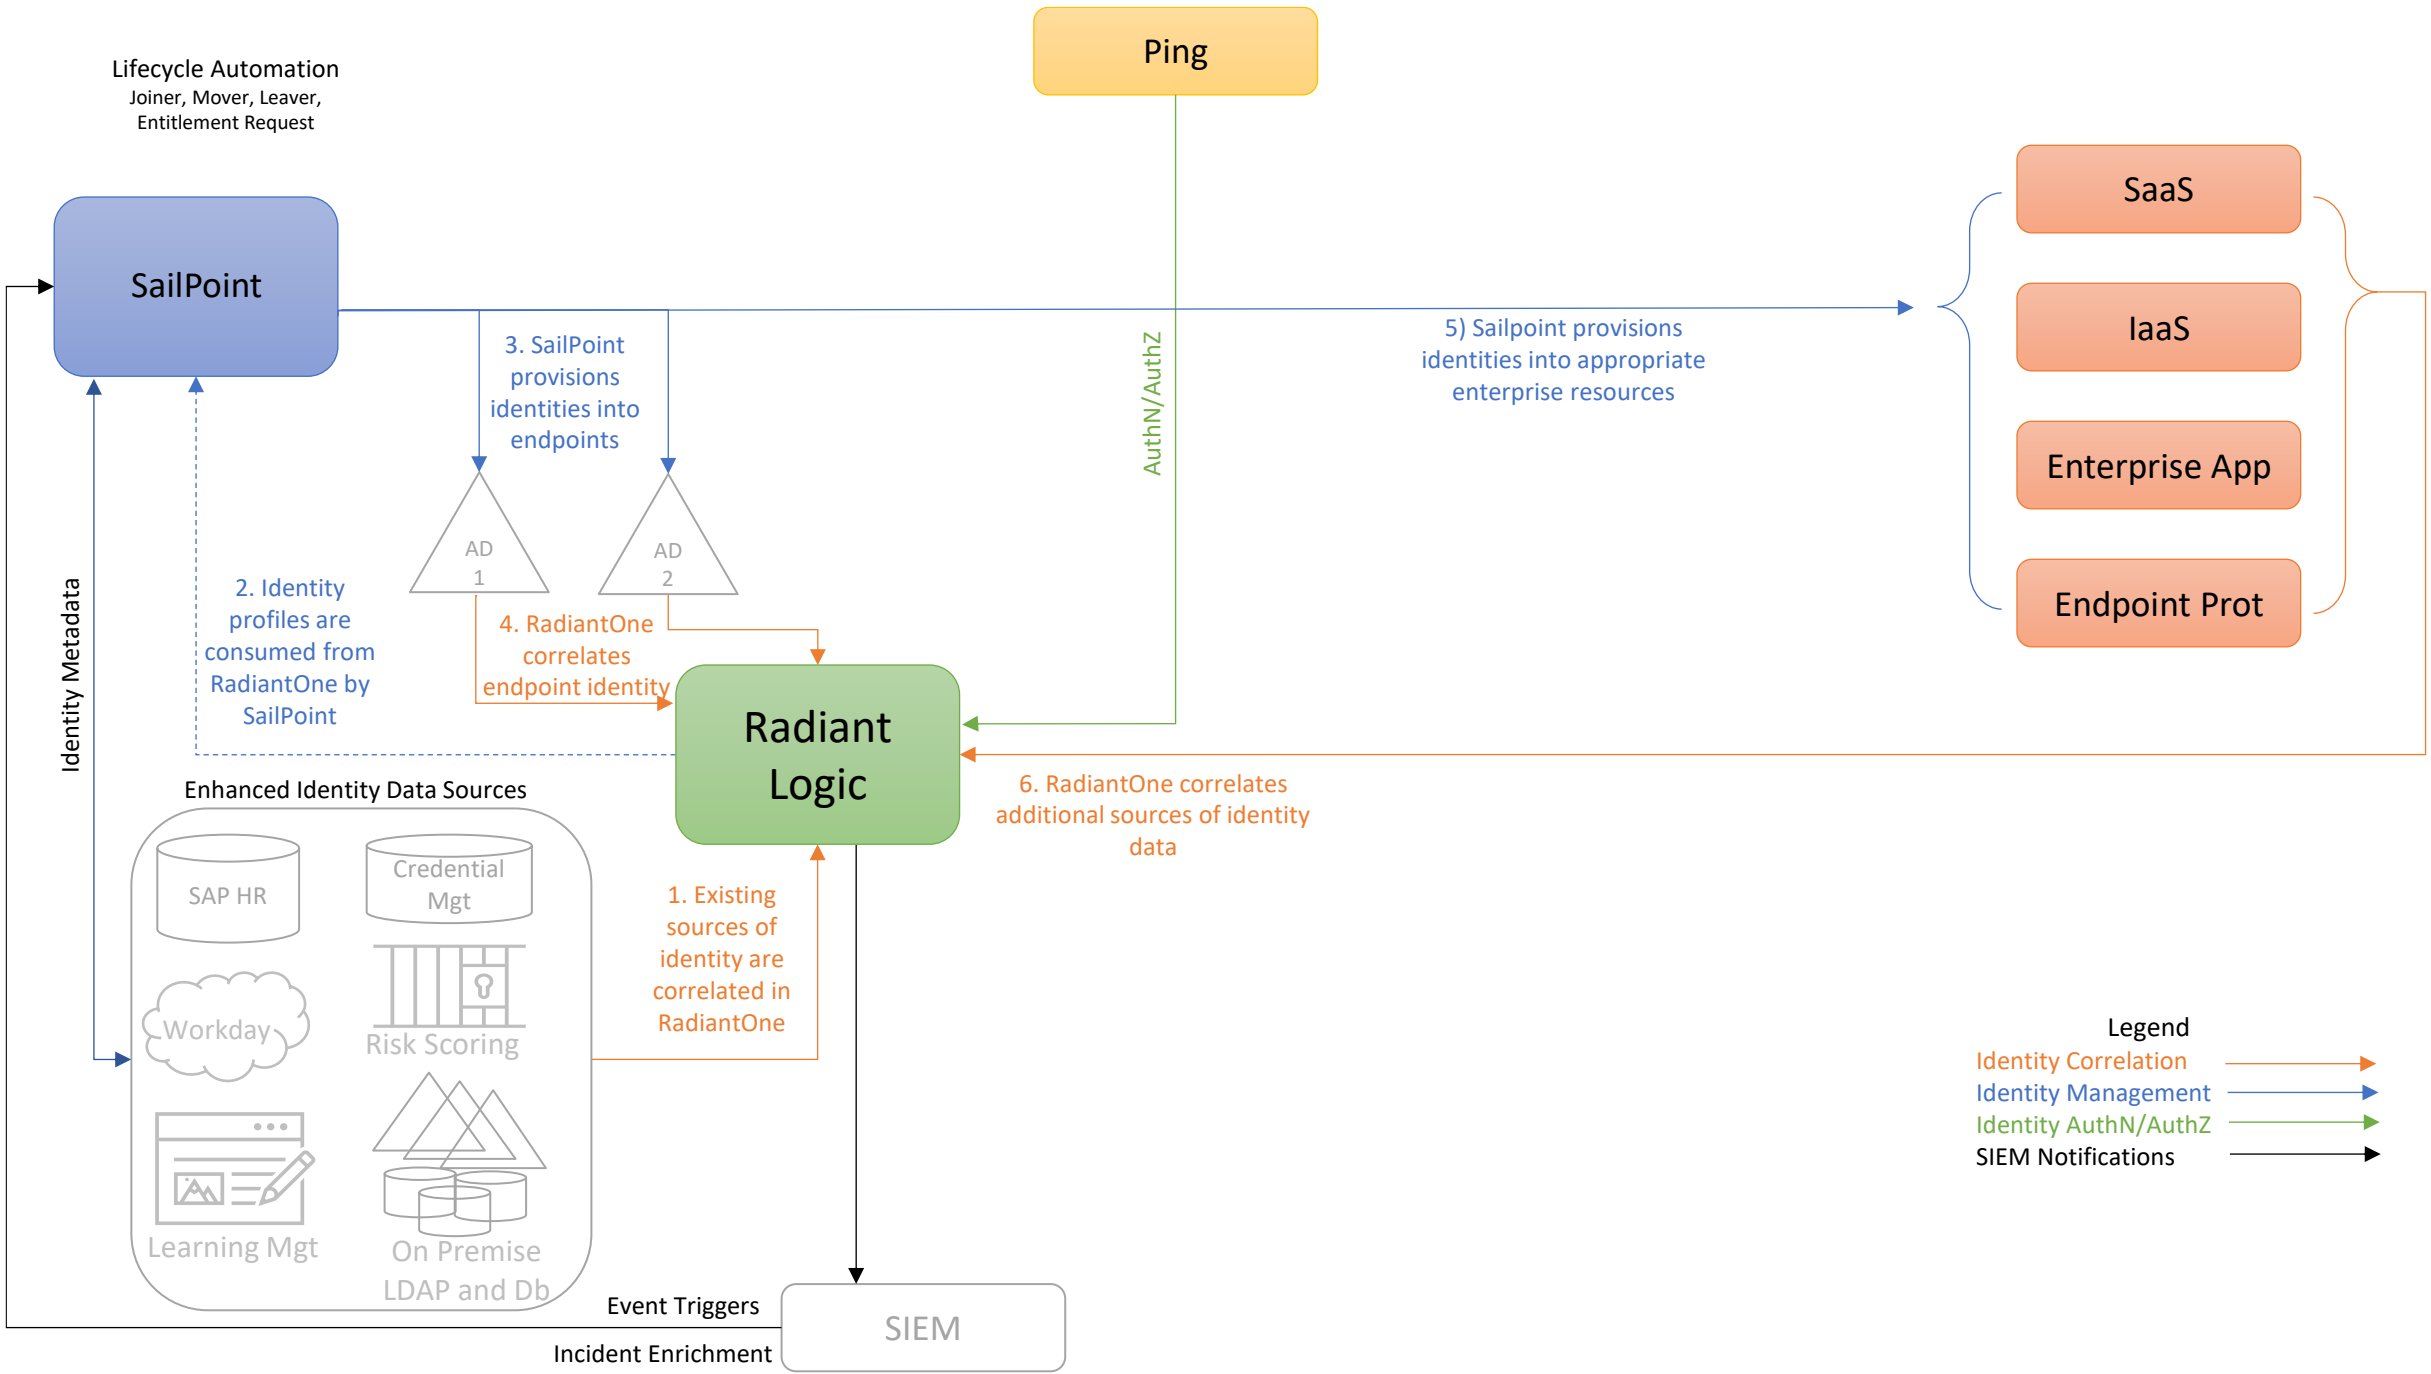 Ping
Lifecycle Automation
Joiner, Mover, Leaver,
Entitlement Request
SailPoint
SaaS
IaaS
Enterprise App
Endpoint Prot
3. SailPoint
provisions
identities into
endpoints
AuthN/AuthZ
5) Sailpoint provisions
identities into appropriate
enterprise resources
AD
1
AD
2
Identity Metadata
2. Identity
profiles are
consumed from
RadiantOne by
SailPoint
4. RadiantOne
correlates
endpoint identity
Radiant
Logic
6. RadiantOne correlates
additional sources of identity
data
Enhanced Identity Data Sources
SAP HR
Credential
Mgt
Workday
Risk Scoring
Learning Mgt
On Premise
LDAP and Db
1. Existing
sources of
identity are
correlated in
RadiantOne
Legend
Identity Correlation
Identity Management
Identity AuthN/AuthZ
SIEM Notifications
Event Triggers
Incident Enrichment
SIEM